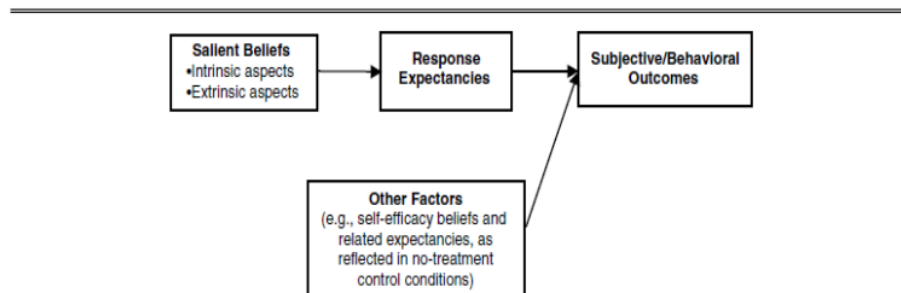 Salient Beliefs
•Intrinsic aspects
•Extrinsic aspects
Response
Expectancies
Subjective/Behavioral
Outcomes
Other Factors
(e.g., self-efficacy beliefs and
related expectancies, as
reflected in no-treatment
control conditions)